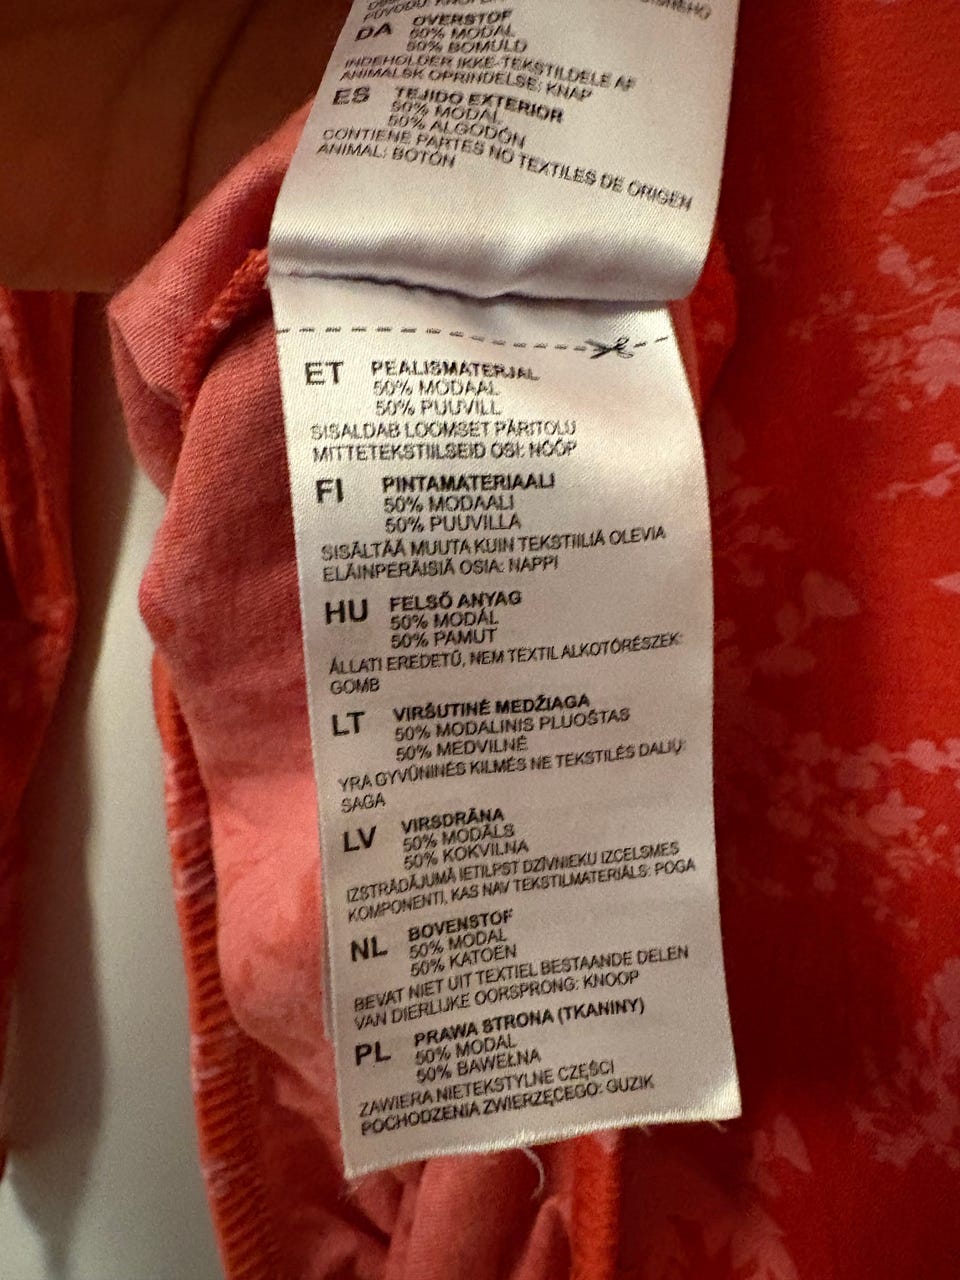 DA OVERSTOF
50% MODAL
50% BOMULD
INDEHOLDER IKKE-TEKSTILDELE AF
ANIMALSK OPRINDELSE: KNAP
ES TEJIDO EXTERIOR
50% MODAL
50% ALGODÓN
CONTIENE PARTES NO TEXTILES DE ORIGEN
ANIMAL: BOTÓN
ET PEALISMATERJAL
50% MODAAL
50% PUUVILL
SISALDAB LOOMSET PÄRITOLU
MITTETEKSTIILSEID OSI: NÖÖP
FI PINTAMATERIAALI
50% MODAALI
50% PUUVILLA
SISÄLTÄÄ MUUTA KUIN TEKSTIILIÄ OLEVIA
ELÄINPERÄISIÄ OSIA: NAPPI
HU FELSŐ ANYAG
50% MODÁL
50% PAMUT
ÁLLATI EREDETŰ, NEM TEXTIL ALKOTÓRÉSZEK:
GOMB
LT VIRŠUTINĖ MEDŽIAGA
50% MODALINIS PLUOŠTAS
50% MEDVILNĖ
YRA GYVŪNINĖS KILMĖS NE TEKSTILĖS DALIŲ:
SAGA
LV VIRSDRĀNA
50% MODĀLS
50% KOKVILNA
IZSTRĀDĀJUMĀ IETILPST DZĪVNIEKU IZCELSMES
KOMPONENTI, KAS NAV TEKSTILMATERIĀLS: POGA
NL BOVENSTOF
50% MODAL
50% KATOEN
BEVAT NIET UIT TEXTIEL BESTAANDE DELEN
VAN DIERLIJKE OORSPRONG: KNOOP
PL PRAWA STRONA (TKANINY)
50% MODAL
50% BAWEŁNA
ZAWIERA NIETEKSTYLNE CZĘŚCI
POCHODZENIA ZWIERZĘCEGO: GUZIK